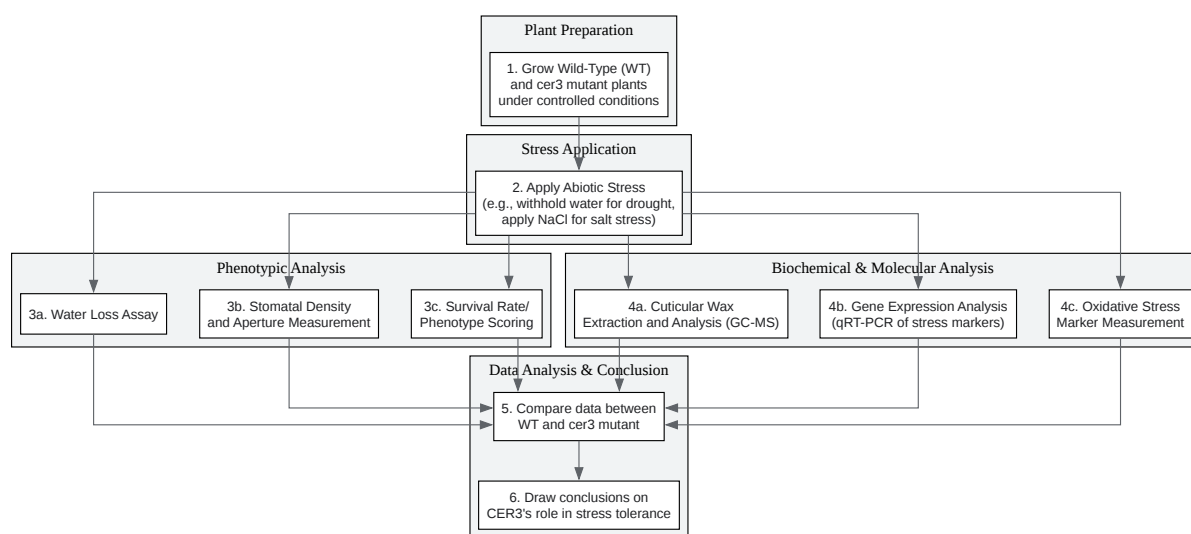 Plant Preparation
1. Grow Wild-Type (WT)
and cer3 mutant plants
under controlled conditions
Stress Application
2. Apply Abiotic Stress
(e.g., withhold water for drought,
apply NaCl for salt stress)
Phenotypic Analysis
3a. Water Loss Assay
3b. Stomatal Density
and Aperture Measurement
3c. Survival Rate/
Phenotype Scoring
Biochemical & Molecular Analysis
4a. Cuticular Wax
Extraction and Analysis (GC-MS)
4b. Gene Expression Analysis
(qRT-PCR of stress markers)
4c. Oxidative Stress
Marker Measurement
Data Analysis & Conclusion
5. Compare data between
WT and cer3 mutant
6. Draw conclusions on
CER3's role in stress tolerance